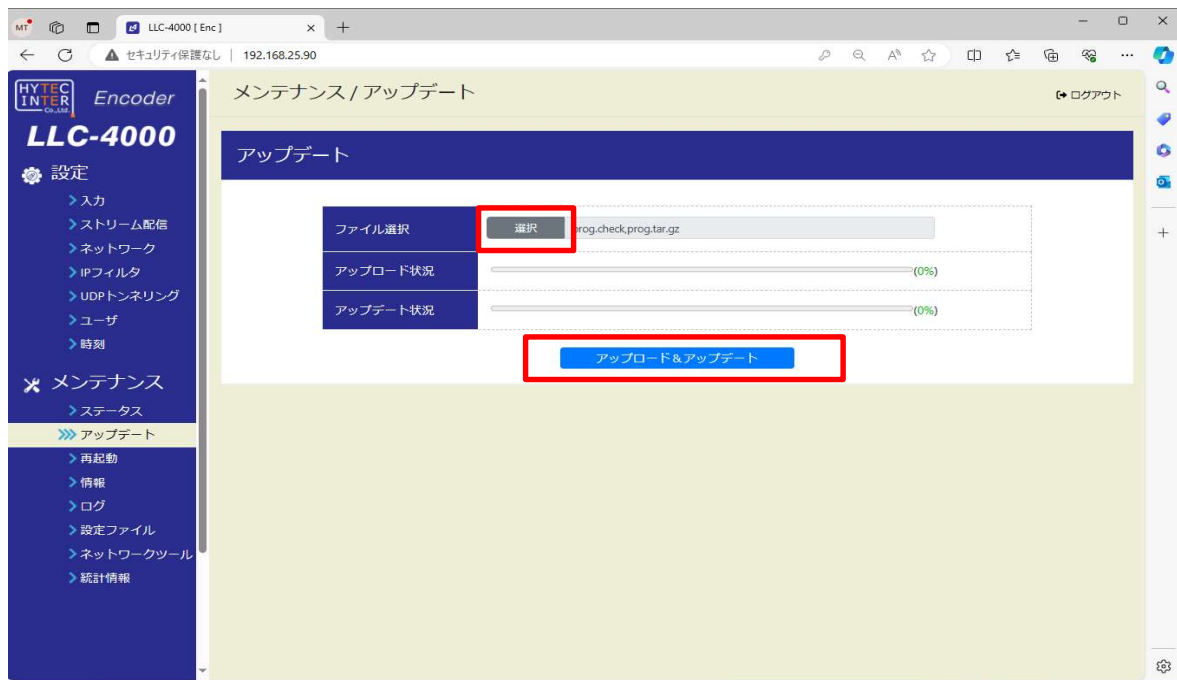 MT
LLC-4000 [ Enc ]
セキュリティ保護なし
192.168.25.90
HYTEC
INTER
Co.,Ltd.
Encoder
LLC-4000
設定
入力
ストリーム配信
ネットワーク
IPフィルタ
UDPトンネリング
ユーザ
時刻
メンテナンス
ステータス
アップデート
再起動
情報
ログ
設定ファイル
ネットワークツール
統計情報
メンテナンス / アップデート
ログアウト
アップデート
ファイル選択
選択
prog.check,prog.tar.gz
アップロード状況
(0%)
アップデート状況
(0%)
アップロード＆アップデート